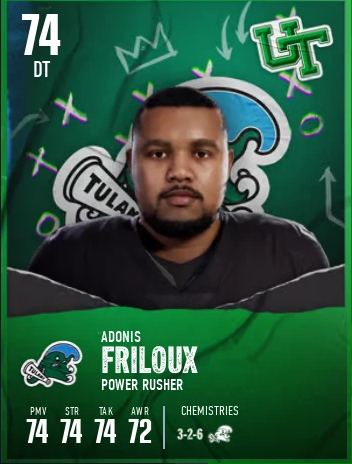 74
DT
UT
TULAN
ADONIS
FRILOUX
POWER RUSHER
TULANE
PMV STR TAK AWR
74 74 74 72
CHEMISTRIES
3-2-6